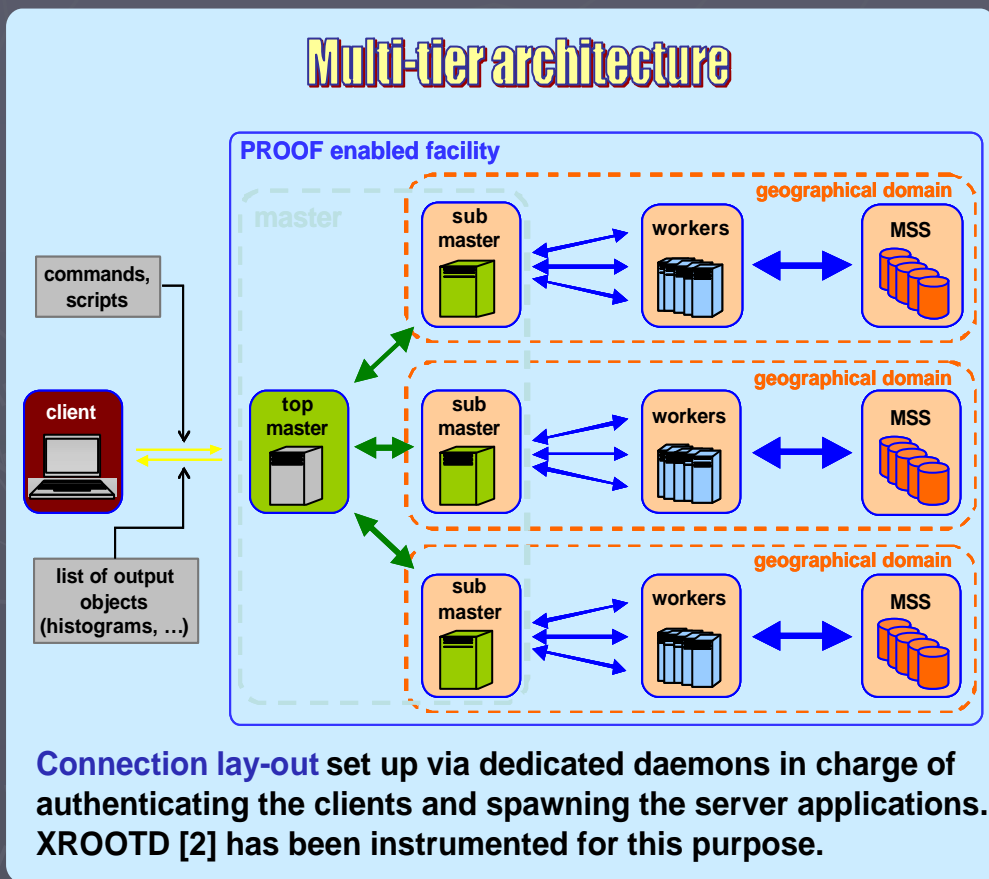 Multi-tier architecture
PROOF enabled facility
master
geographical domain
sub
master
workers
MSS
commands,
scripts
geographical domain
client
top
master
sub
master
workers
MSS
geographical domain
list of output
objects
(histograms, ...)
sub
master
workers
MSS
Connection lay-out set up via dedicated daemons in charge of
authenticating the clients and spawning the server applications.
XROOTD [2] has been instrumented for this purpose.